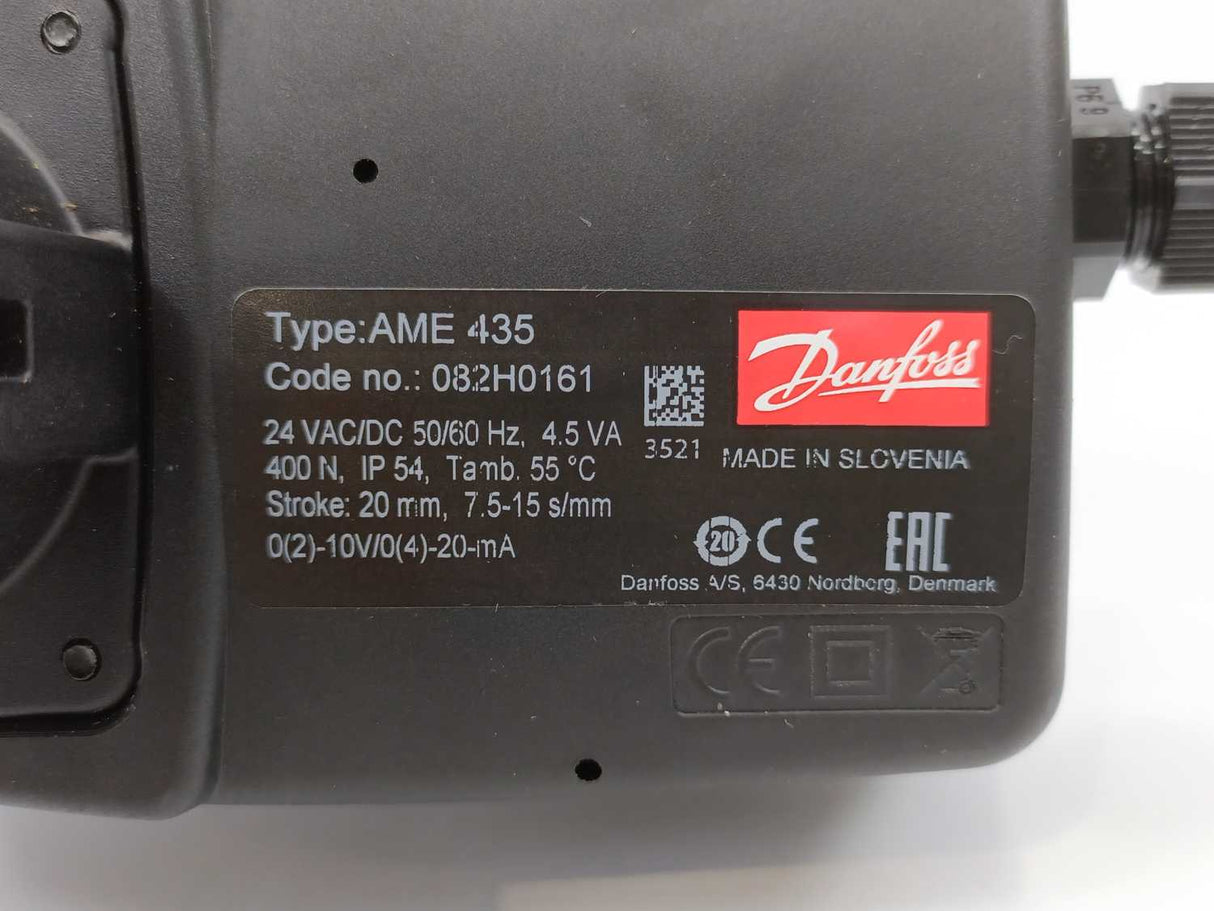 Type:AME 435
Code no.: 082H0161
24 VAC/DC 50/60 Hz, 4.5 VA
400 N, IP 54, Tamb. 55 °C
Stroke: 20 mm, 7.5-15 s/mm
0(2)-10V/0(4)-20-mA
3521
Danfoss
MADE IN SLOVENIA
20 CE EAC
Danfoss A/S, 6430 Nordborg, Denmark
CE